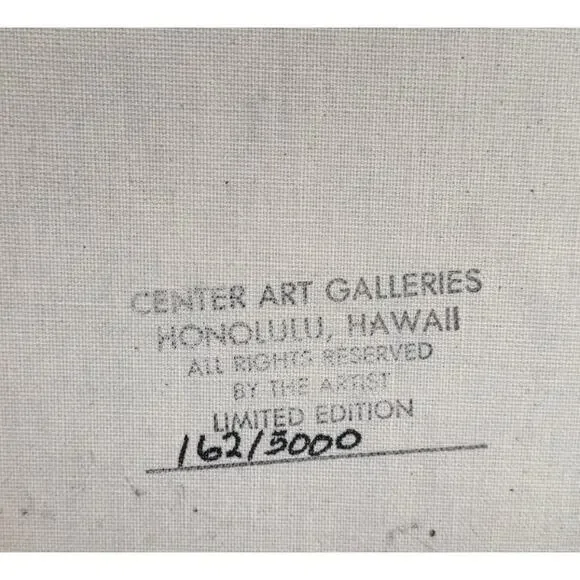 CENTER ART GALLERIES
HONOLULU, HAWAII
ALL RIGHTS RESERVED
BY THE ARTIST
LIMITED EDITION
162/5000